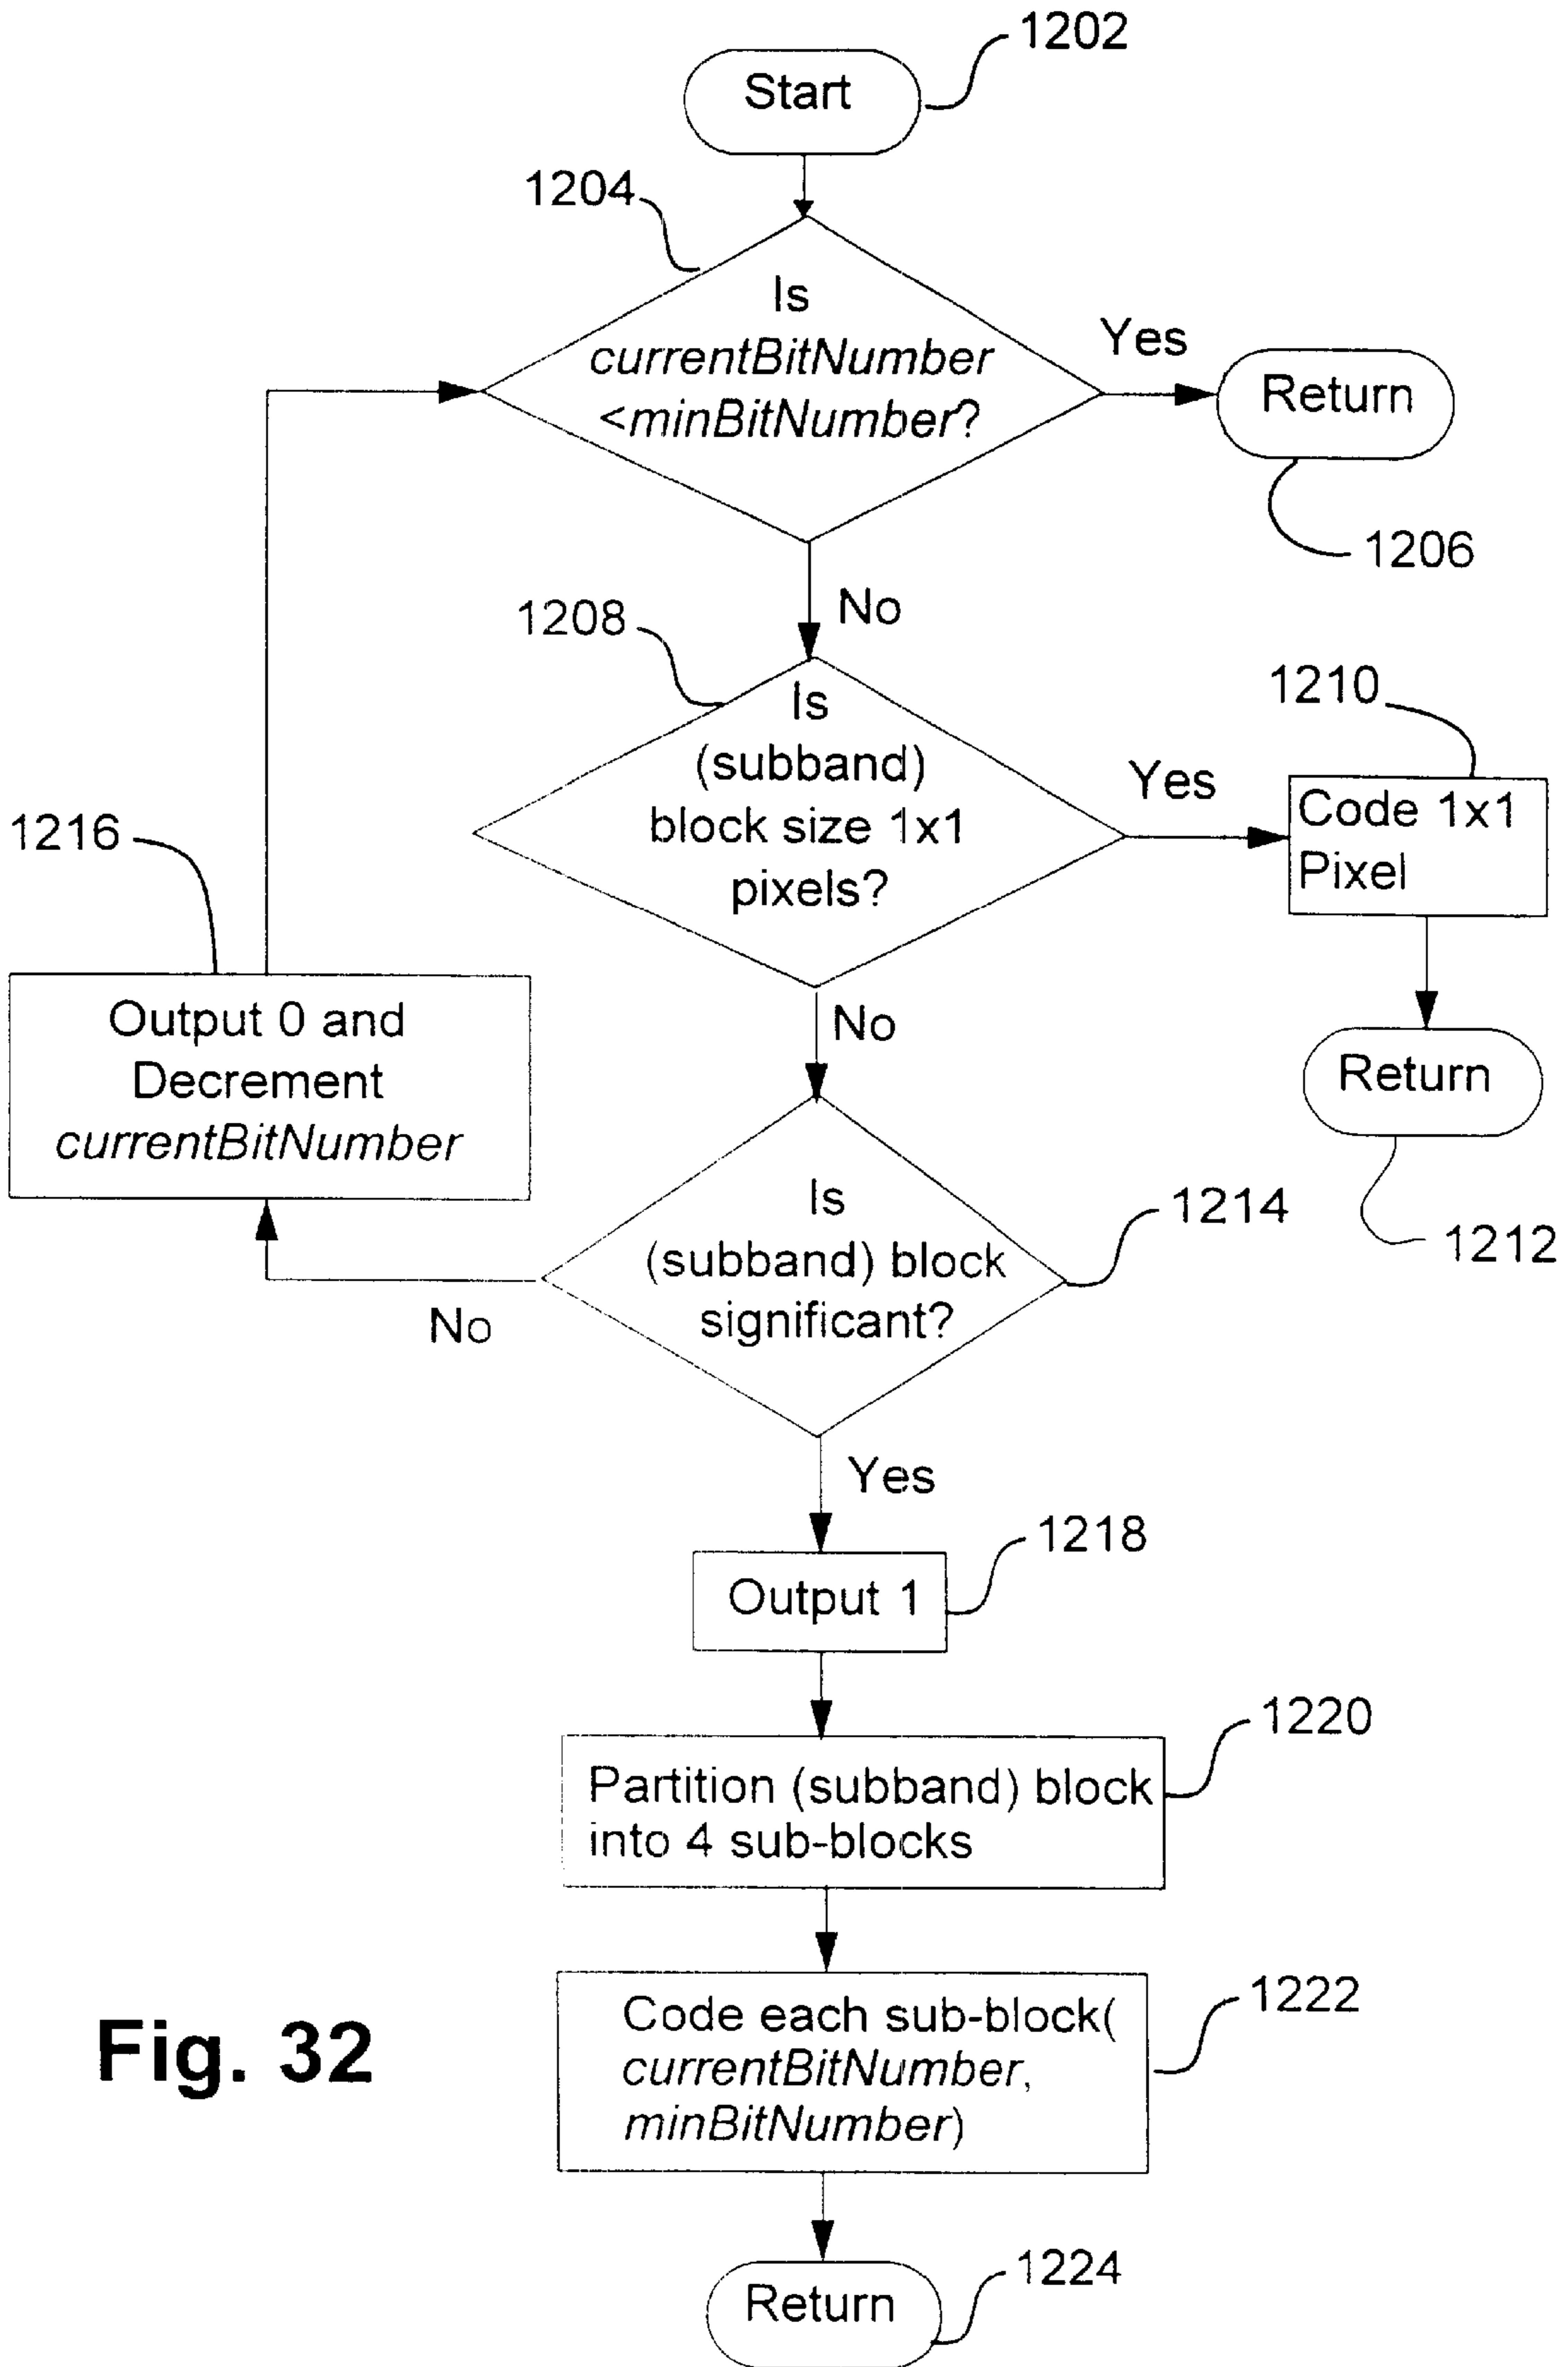 1202
Start
1204
Is
currentBitNumber
<minBitNumber?
Yes
Return
1206
No
1208
Is
(subband)
block size 1x1
pixels?
Yes
1210
Code 1x1
Pixel
1216
Output 0 and
Decrement
currentBitNumber
No
Return
1212
Is
(subband) block
significant?
1214
No
Yes
1218
Output 1
1220
Partition (subband) block
into 4 sub-blocks
1222
Code each sub-block(
currentBitNumber,
minBitNumber)
Fig. 32
1224
Return